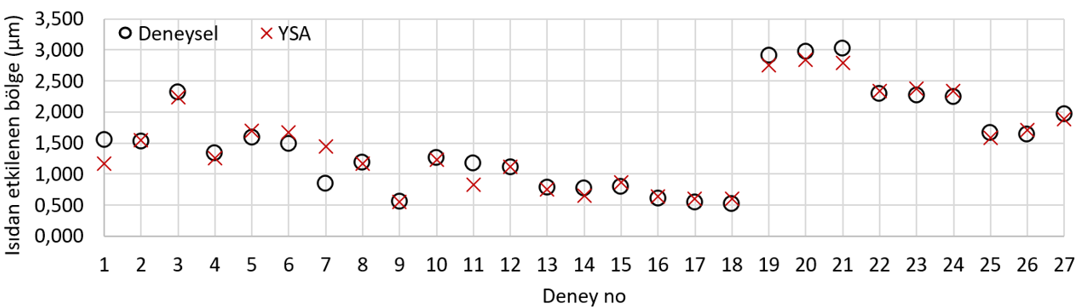 Isıdan etkilenen bölge (µm)
3,500
3,000
2,500
2,000
1,500
1,000
0,500
0,000
Deneysel YSA
1 2 3 4 5 6 7 8 9 10 11 12 13 14 15 16 17 18 19 20 21 22 23 24 25 26 27
Deney no